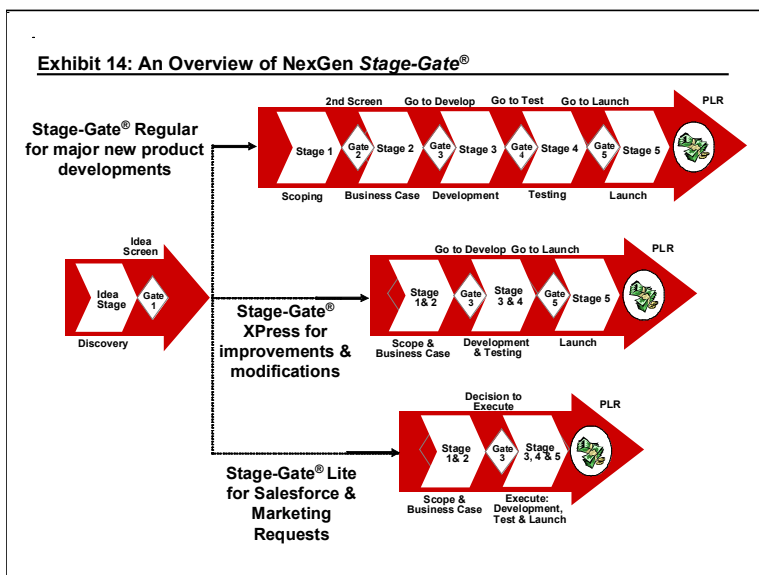 Exhibit 14: An Overview of NexGen Stage-Gate®
Stage-Gate® Regular
for major new product
developments
2nd Screen
Go to Develop
Go to Test
Go to Launch
PLR
Stage 1
Gate
2
Stage 2
Gate
3
Stage 3
Gate
4
Stage 4
Gate
5
Stage 5
Scoping
Business Case
Development
Testing
Launch
Idea
Screen
Idea
Stage
Gate
1
Discovery
Stage-Gate®
XPress for
improvements &
modifications
Go to Develop
Go to Launch
PLR
Stage
1& 2
Gate
3
Stage
3 & 4
Gate
5
Stage 5
Scope &
Business Case
Development
& Testing
Launch
Stage-Gate® Lite
for Salesforce &
Marketing
Requests
Decision to
Execute
PLR
Stage
1& 2
Gate
3
Stage
3, 4 & 5
Scope &
Business Case
Execute:
Development,
Test & Launch